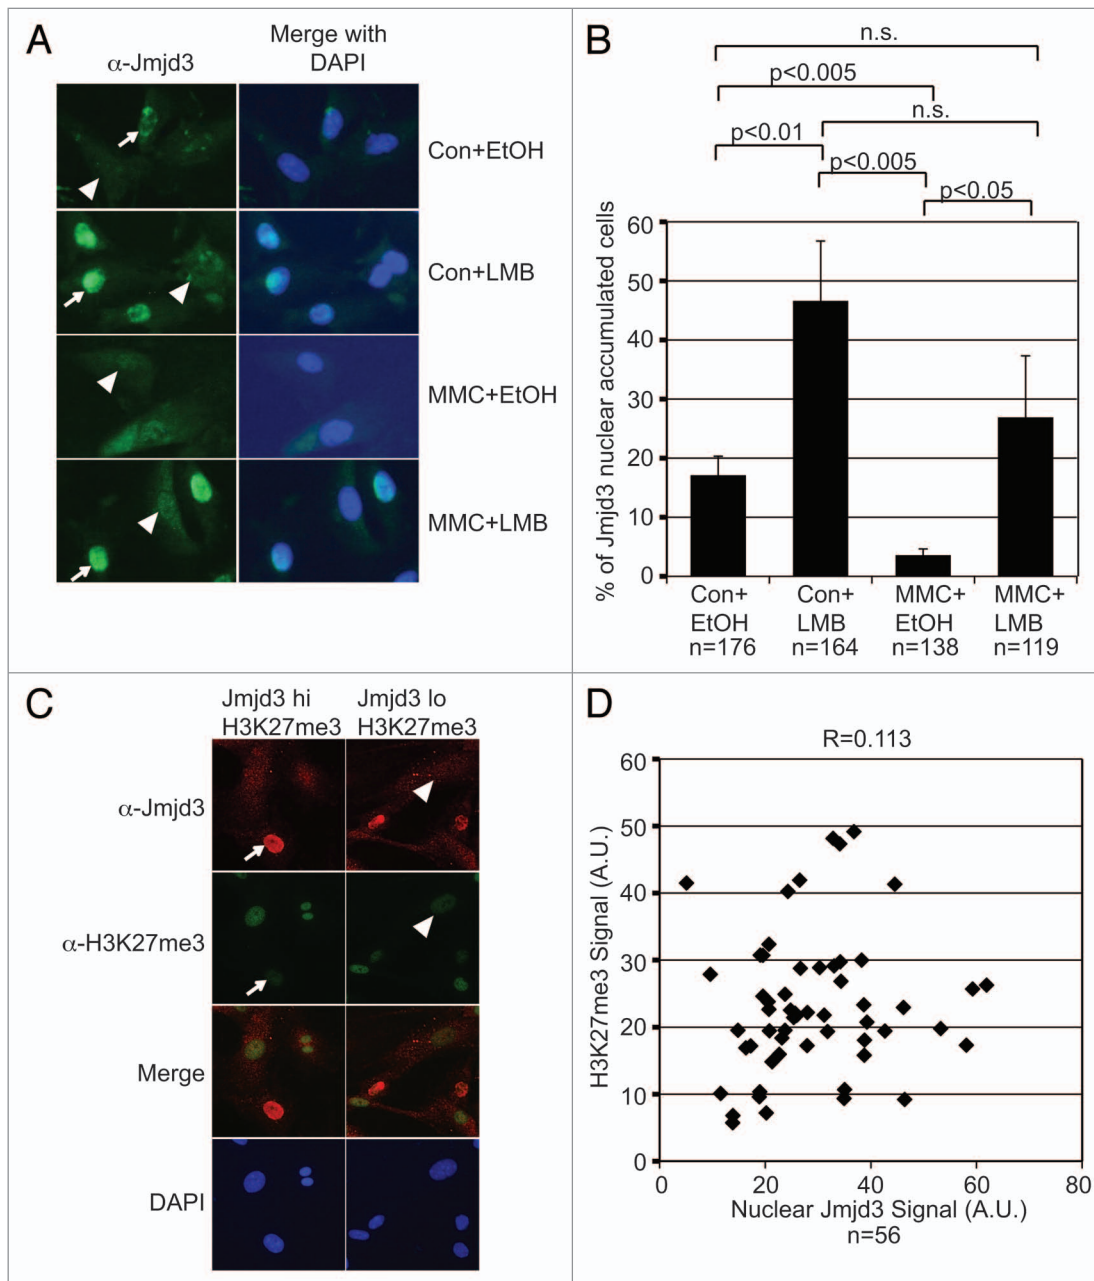 A
α-Jmjd3
Merge with
DAPI
Con+EtOH
Con+LMB
MMC+EtOH
MMC+LMB
B
n.s.
p<0.005
n.s.
p<0.01
p<0.005
p<0.05
% of Jmjd3 nuclear accumulated cells
60
50
40
30
20
10
0
Con+
EtOH
n=176
Con+
LMB
n=164
MMC+
EtOH
n=138
MMC+
LMB
n=119
C
Jmjd3 hi
H3K27me3
Jmjd3 lo
H3K27me3
α-Jmjd3
α-H3K27me3
Merge
DAPI
D
R=0.113
H3K27me3 Signal (A.U.)
60
50
40
30
20
10
0
0 20 40 60 80
Nuclear Jmjd3 Signal (A.U.)
n=56